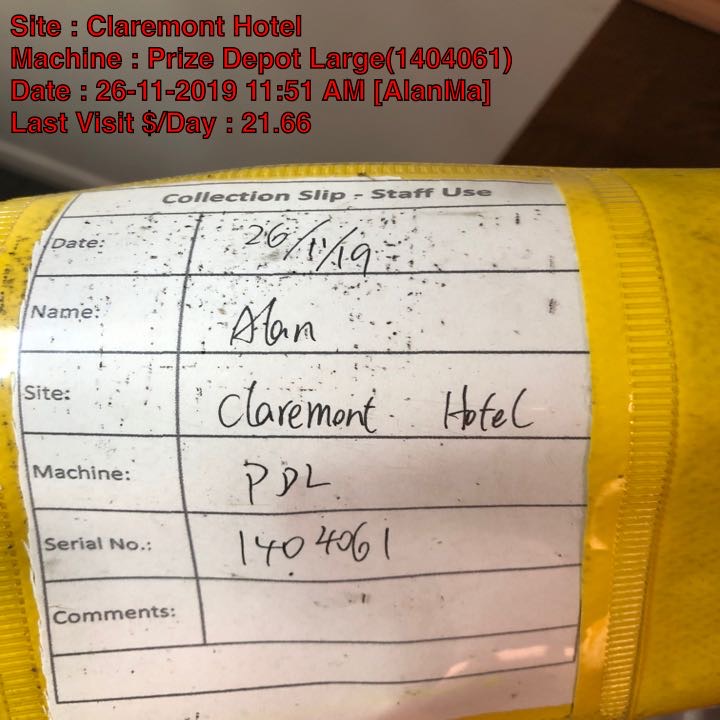 Site : Claremont Hotel
Machine : Prize Depot Large(1404061)
Date : 26-11-2019 11:51 AM [AlanMa]
Last Visit $/Day : 21.66
Collection Slip - Staff Use
Date: 26/11/19
Name: Alan
Site: Claremont Hotel
Machine: PDL
Serial No.: 1404061
Comments: